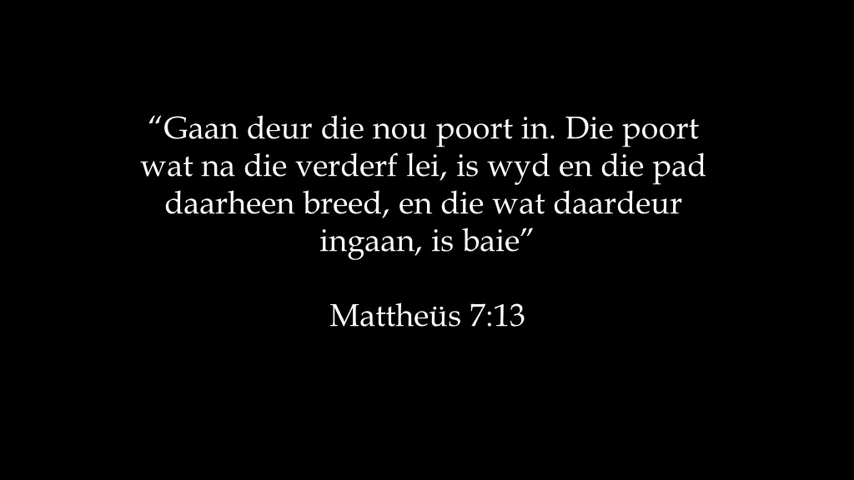 “Gaan deur die nou poort in. Die poort
wat na die verderf lei, is wyd en die pad
daarheen breed, en die wat daardeur
ingaan, is baie”
Mattheüs 7:13